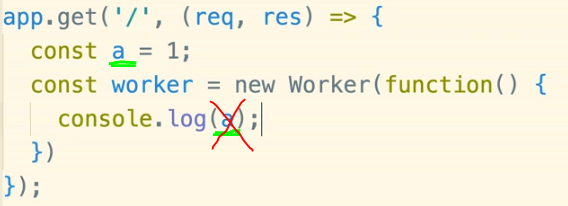 app.get('/', (req, res) => {
const a = 1;
const worker = new Worker(function() {
console.log(a);
})
});